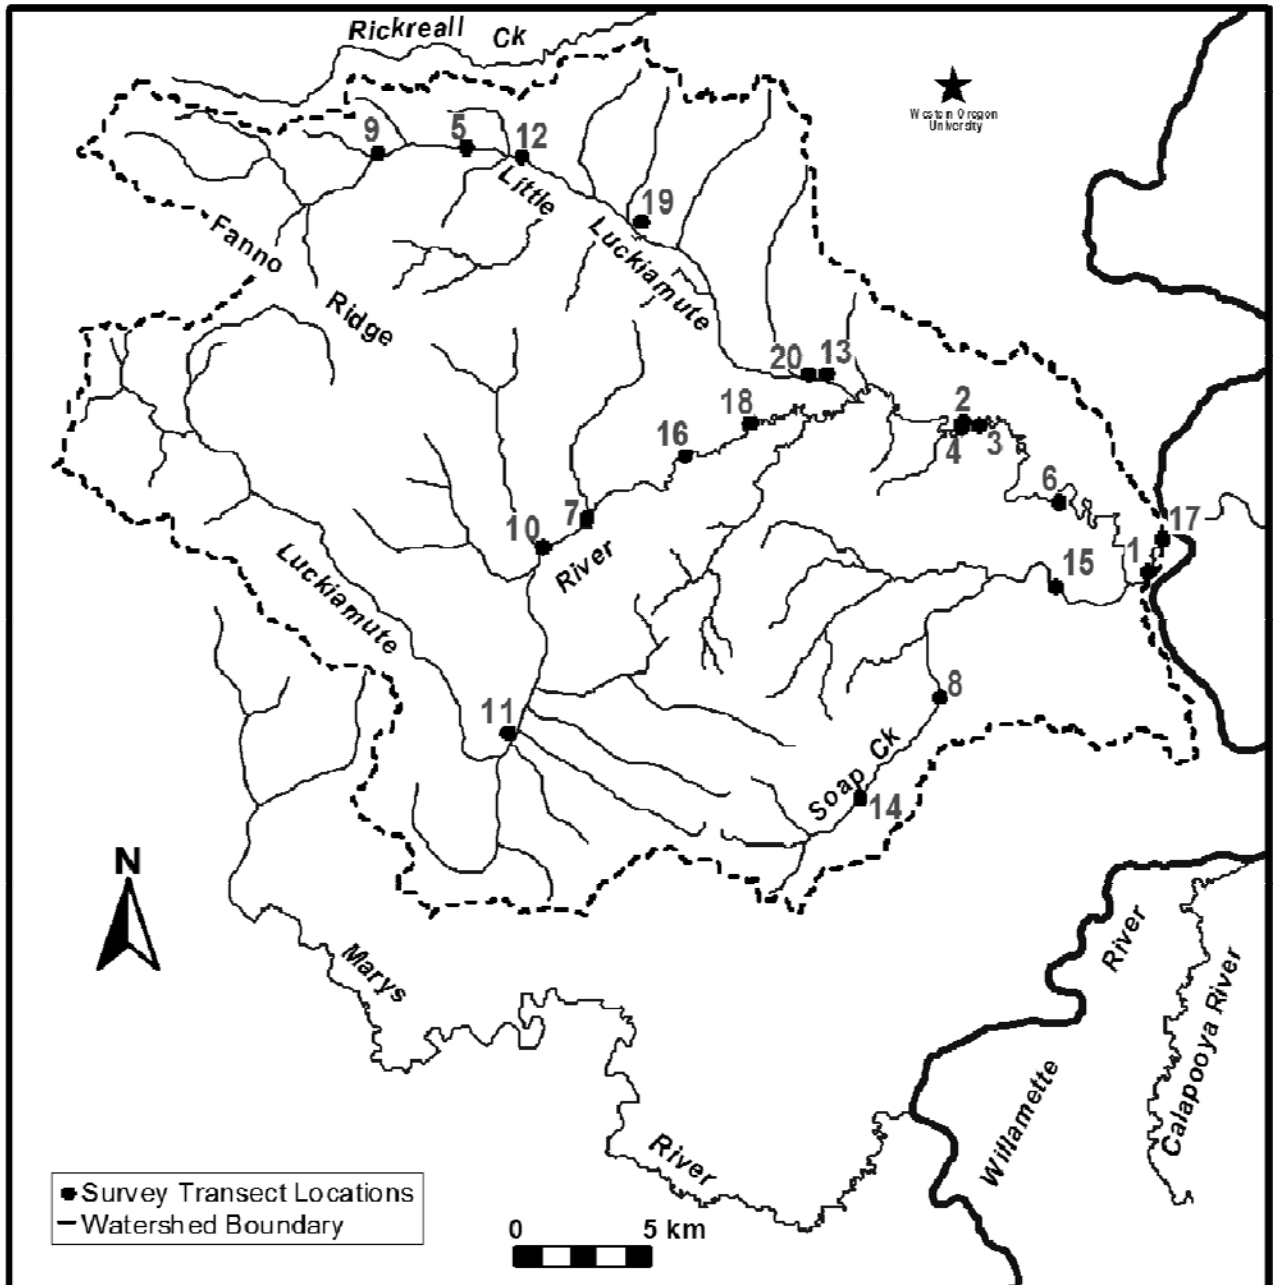 Rickreall Ck
Western Oregon
University
9
5
12
Little
19
Fanno
Luckiamute
Ridge
20
13
18
2
16
4
3
6
7
10
17
River
1
15
Luckiamute
8
11
Soap Ck
14
N
Marys
River
Calapooya River
Willamette
River
Survey Transect Locations
Watershed Boundary
0 5 km